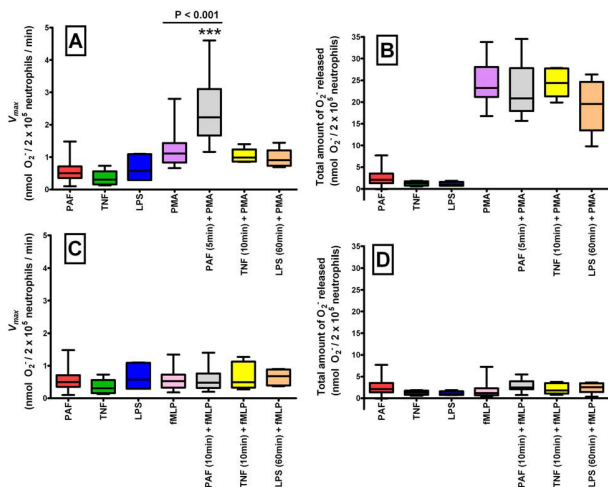 A
P < 0.001
***
Vmax
(nmol O2-/ 2 x 10^5 neutrophils / min)
5
4
3
2
1
0
PAF
TNF
LPS
PMA
PAF (5min) + PMA
TNF (10min) + PMA
LPS (60min) + PMA
B
Total amount of O2- released
(nmol O2-/ 2 x 10^5 neutrophils)
40
35
30
25
20
15
10
5
0
PAF
TNF
LPS
PMA
PAF (5min) + PMA
TNF (10min) + PMA
LPS (60min) + PMA
C
Vmax
(nmol O2-/ 2 x 10^5 neutrophils / min)
5
4
3
2
1
0
PAF
TNF
LPS
fMLP
PAF (10min) + fMLP
TNF (10min) + fMLP
LPS (60min) + fMLP
D
Total amount of O2- released
(nmol O2-/ 2 x 10^5 neutrophils)
40
35
30
25
20
15
10
5
0
PAF
TNF
LPS
fMLP
PAF (10min) + fMLP
TNF (10min) + fMLP
LPS (60min) + fMLP